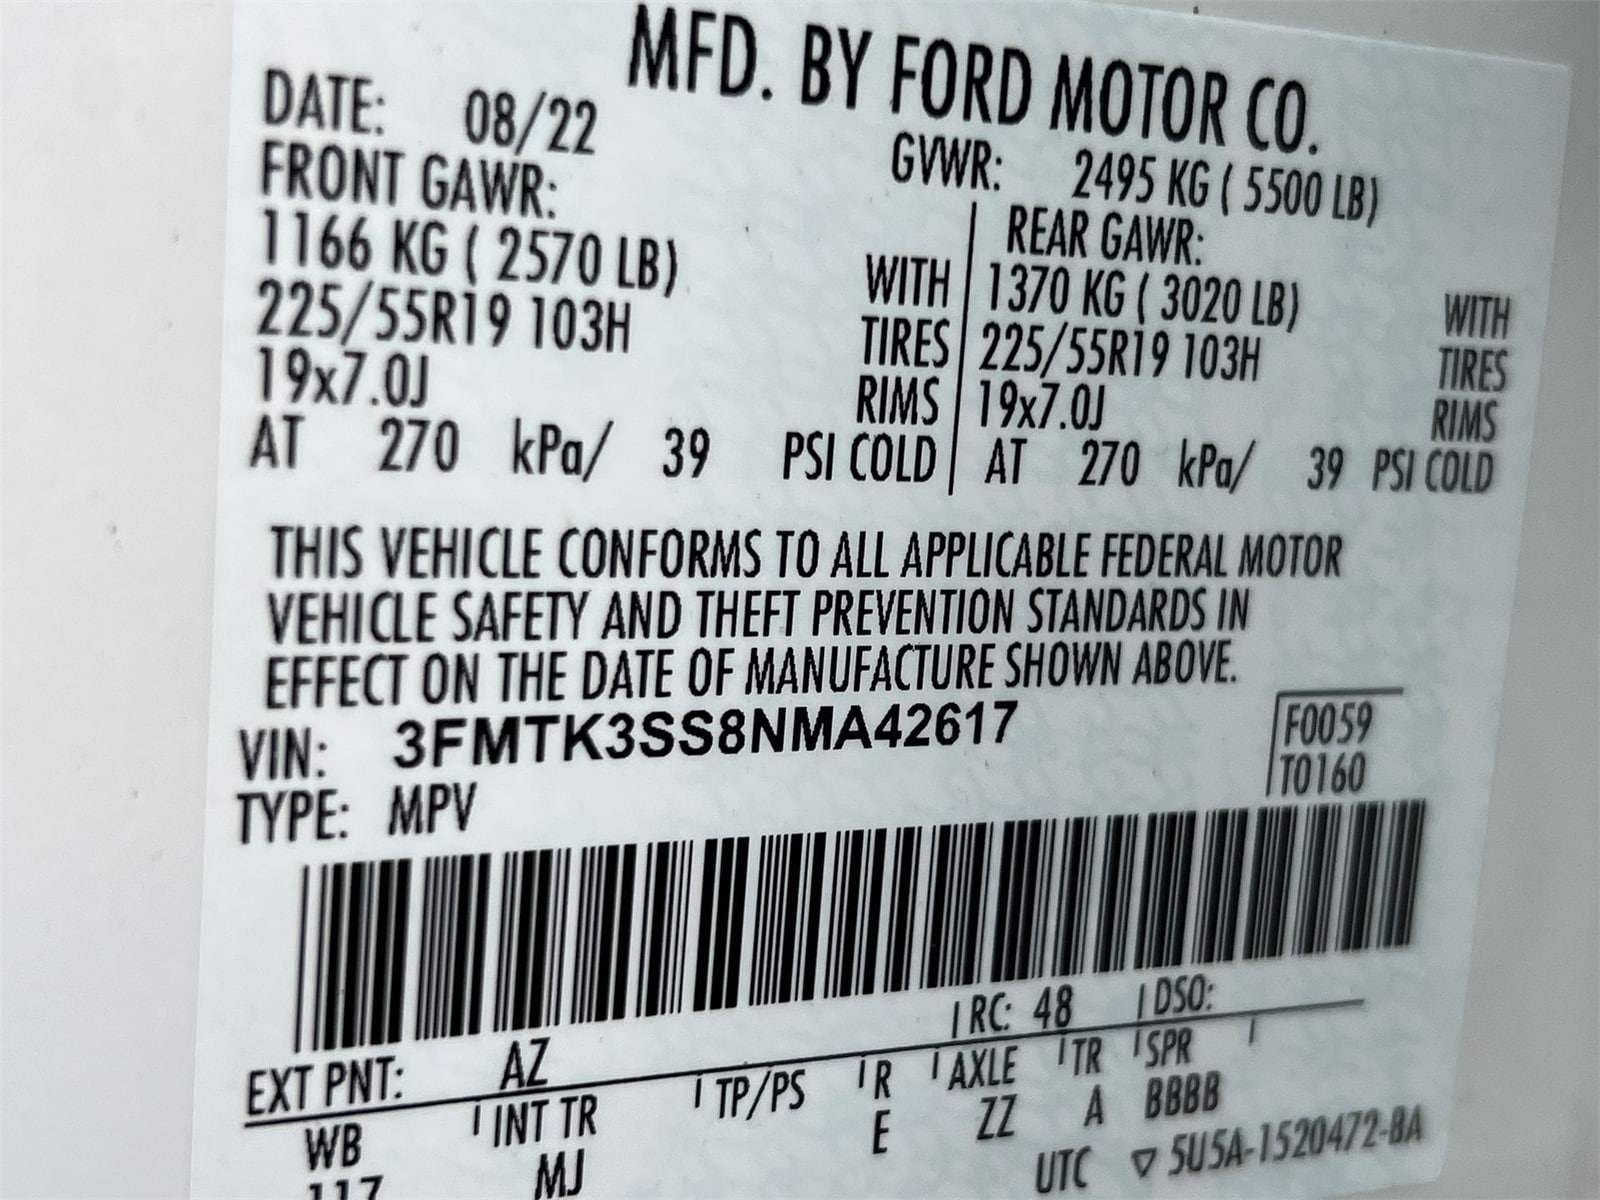 MFD. BY FORD MOTOR CO.
DATE: 08/22 GVWR: 2495 KG ( 5500 LB)
FRONT GAWR: REAR GAWR:
1166 KG ( 2570 LB) WITH 1370 KG ( 3020 LB) WITH
225/55R19 103H TIRES 225/55R19 103H TIRES
19x7.0J RIMS 19x7.0J RIMS
AT 270 kPa/ 39 PSI COLD AT 270 kPa/ 39 PSI COLD
THIS VEHICLE CONFORMS TO ALL APPLICABLE FEDERAL MOTOR
VEHICLE SAFETY AND THEFT PREVENTION STANDARDS IN
EFFECT ON THE DATE OF MANUFACTURE SHOWN ABOVE.
VIN: 3FMTK3SS8NMA42617 F0059
TYPE: MPV T0160
EXT PNT: AZ RC: 48 DSO:
WB INT TR TP/PS R AXLE TR SPR
117 MJ E ZZ A BBBB
UTC ▽ 5U5A-1520472-BA